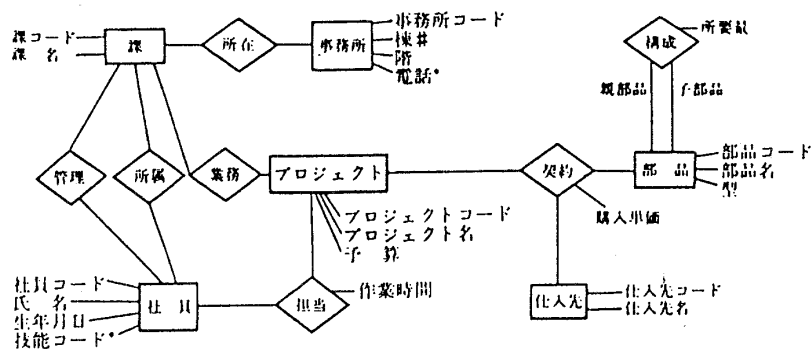 課コード
課 名
課
所在
事務所
事務所コード
棟#
階
電話*
構成
所要量
親部品
子部品
管理
所属
業務
プロジェクト
プロジェクトコード
プロジェクト名
予 算
契約
購入単価
部 品
部品コード
部品名
型
社員コード
氏 名
生年月日
技能コード*
社 員
担当
作業時間
仕入先
仕入先コード
仕入先名